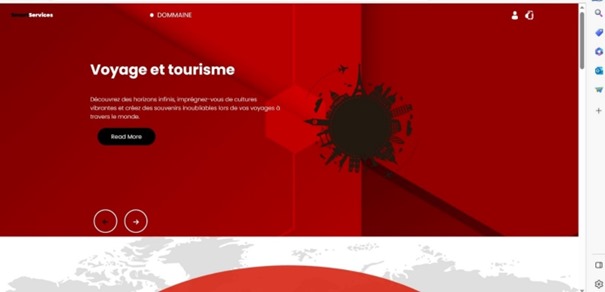 Services
DOMMAINE
Voyage et tourisme
Découvrez des horizons infinis, imprégnez-vous de cultures
vibrantes et créez des souvenirs inoubliables lors de vos voyages à
travers le monde.
Read More